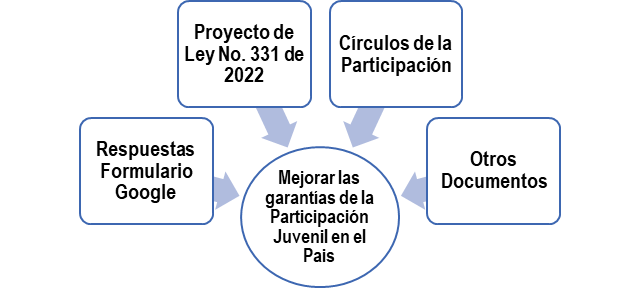 Proyecto de
Ley No. 331 de
2022
Círculos de la
Participación
Respuestas
Formulario
Google
Otros
Documentos
Mejorar las
garantías de la
Participación
Juvenil en el
Pais